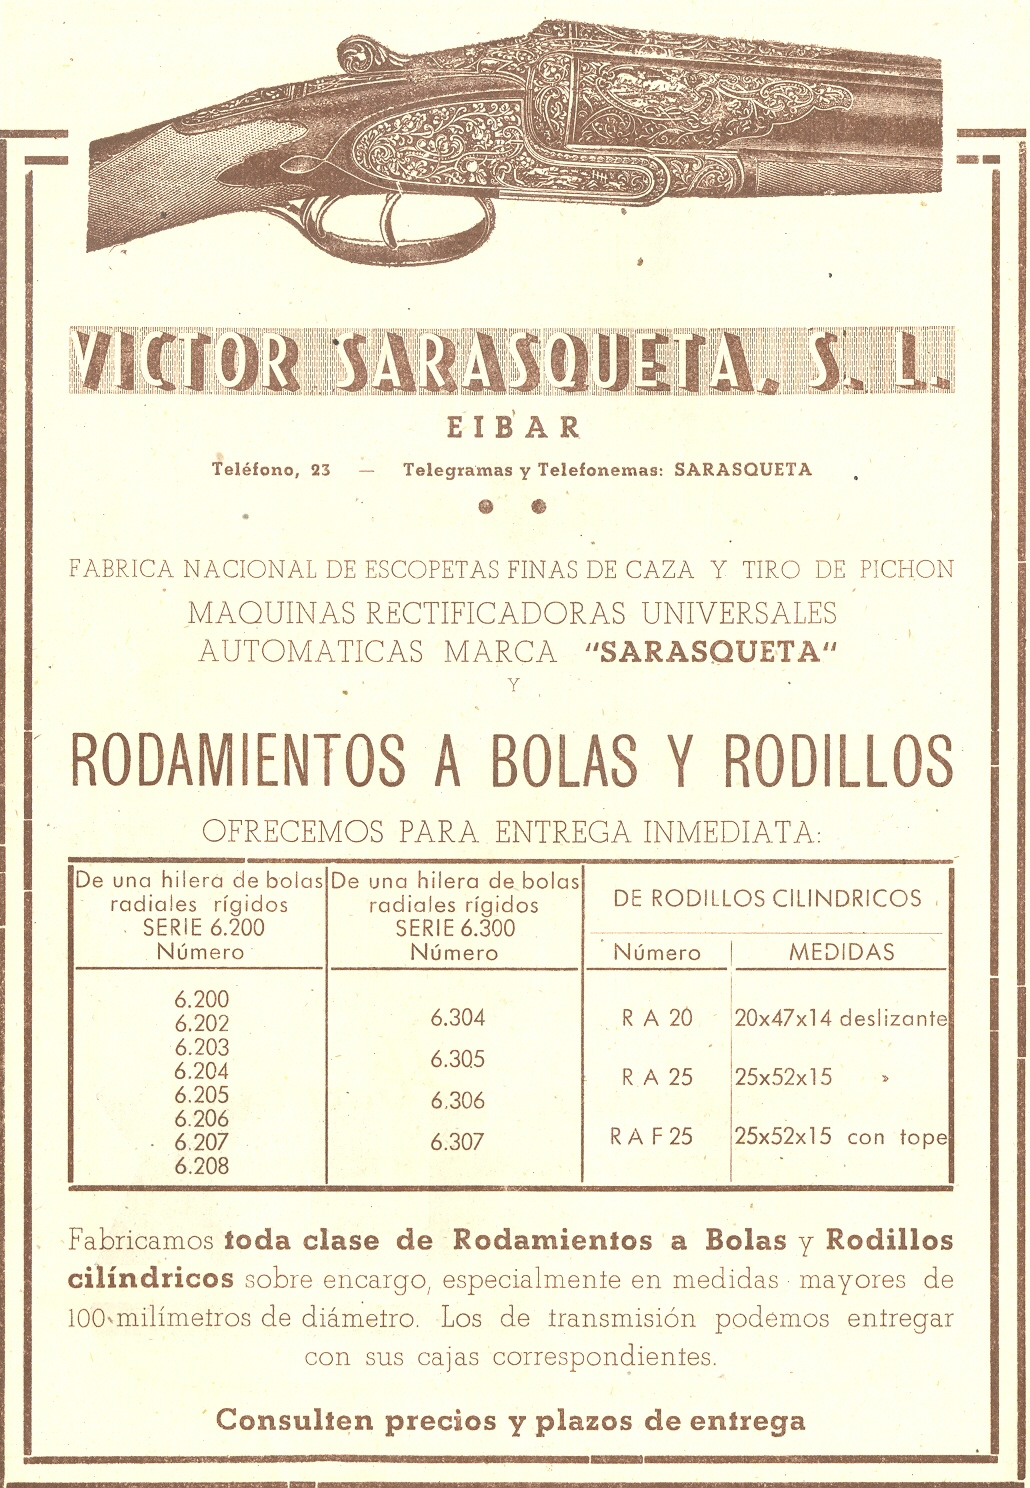 VICTOR SARASQUETA, S. L.
EIBAR
Teléfono, 23 — Telegramas y Telefonemas: SARASQUETA
FABRICA NACIONAL DE ESCOPETAS FINAS DE CAZA Y TIRO DE PICHON
MAQUINAS RECTIFICADORAS UNIVERSALES
AUTOMATICAS MARCA "SARASQUETA"
Y
RODAMIENTOS A BOLAS Y RODILLOS
OFRECEMOS PARA ENTREGA INMEDIATA:
De una hilera de bolas
radiales rígidos
SERIE 6.200
Número
6.200
6.202
6.203
6.204
6.205
6.206
6.207
6.208
De una hilera de bolas
radiales rígidos
SERIE 6.300
Número
6.304
6.305
6.306
6.307
DE RODILLOS CILINDRICOS
Número MEDIDAS
R A 20 20x47x14 deslizante
R A 25 25x52x15 »
R A F 25 25x52x15 con tope
Fabricamos toda clase de Rodamientos a Bolas y Rodillos
cilíndricos sobre encargo, especialmente en medidas mayores de
100 milímetros de diámetro. Los de transmisión podemos entregar
con sus cajas correspondientes.
Consulten precios y plazos de entrega